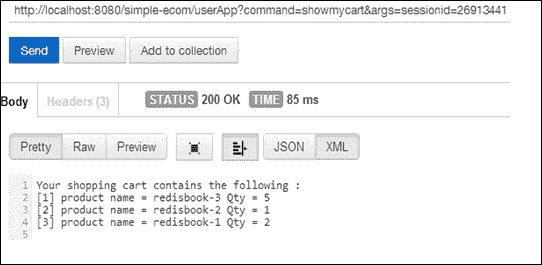 http://localhost:8080/simple-ecom/userApp?command=showmycart&args=sessionid=26913441
Send Preview Add to collection
Body Headers (3) STATUS 200 OK TIME 85 ms
Pretty Raw Preview JSON XML
1 Your shopping cart contains the following :
2 [1] product name = redisbook-3 Qty = 5
3 [2] product name = redisbook-2 Qty = 1
4 [3] product name = redisbook-1 Qty = 2
5